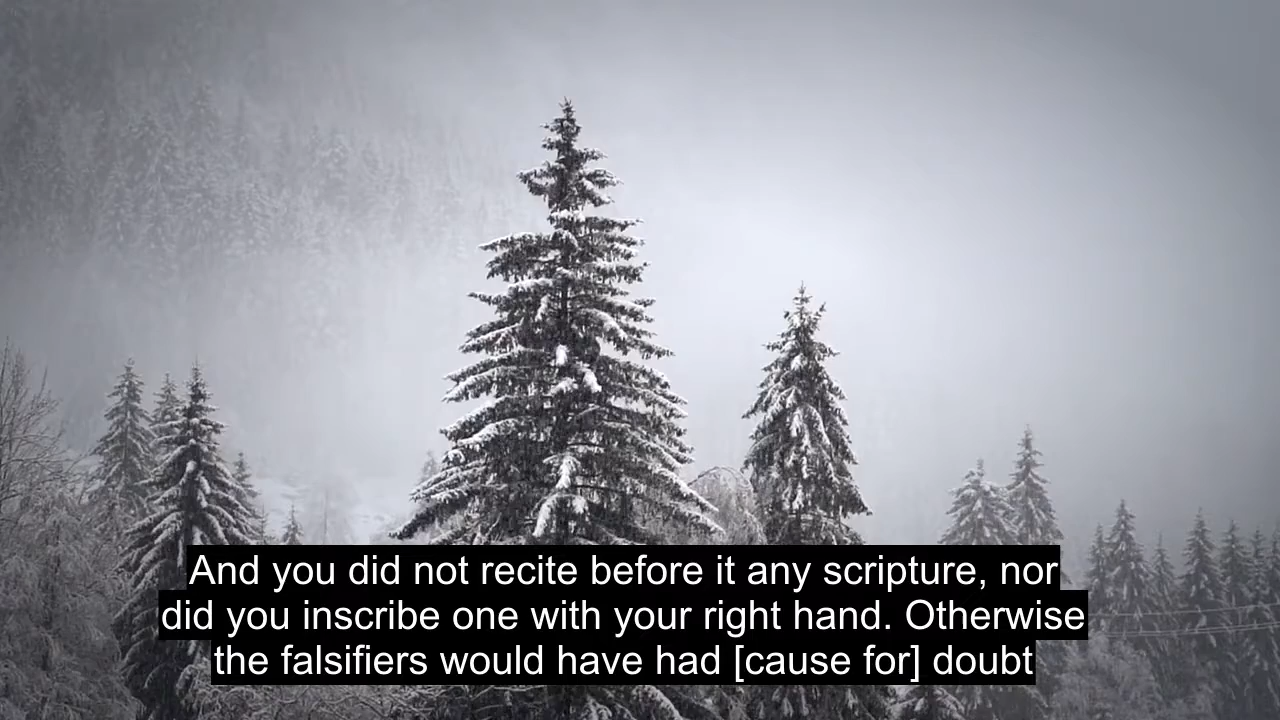 And you did not recite before it any scripture, nor
did you inscribe one with your right hand. Otherwise
the falsifiers would have had [cause for] doubt